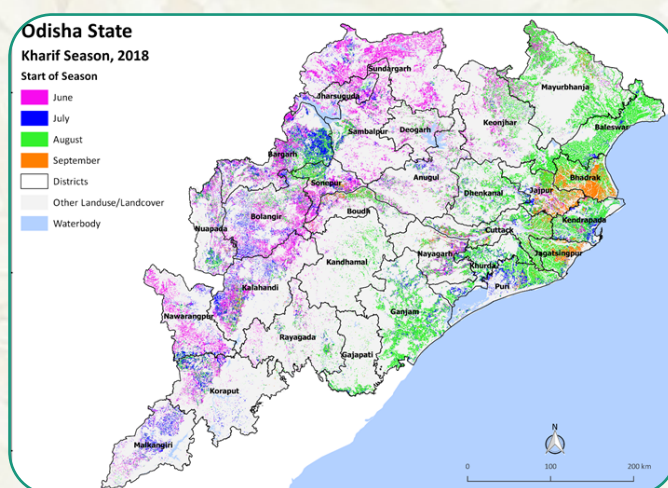 Odisha State
Kharif Season, 2018
Start of Season
June
July
August
September
Districts
Other Landuse/Landcover
Waterbody
Sundargarh
Jharsuguda
Mayurbhanja
Keonjhar
Baleswar
Sambalpur
Deogarh
Bargarh
Bhadrak
Sonepur
Anugul
Jajpur
Dhenkanal
Kendrapada
Bolangir
Boudh
Nuapada
Cuttack
Jagatsingpur
Kandhamal
Nayagarh
Khurda
Puri
Kalahandi
Nawarangpur
Ganjam
Rayagada
Gajapati
Koraput
Malkangiri
N
0
100
200 km